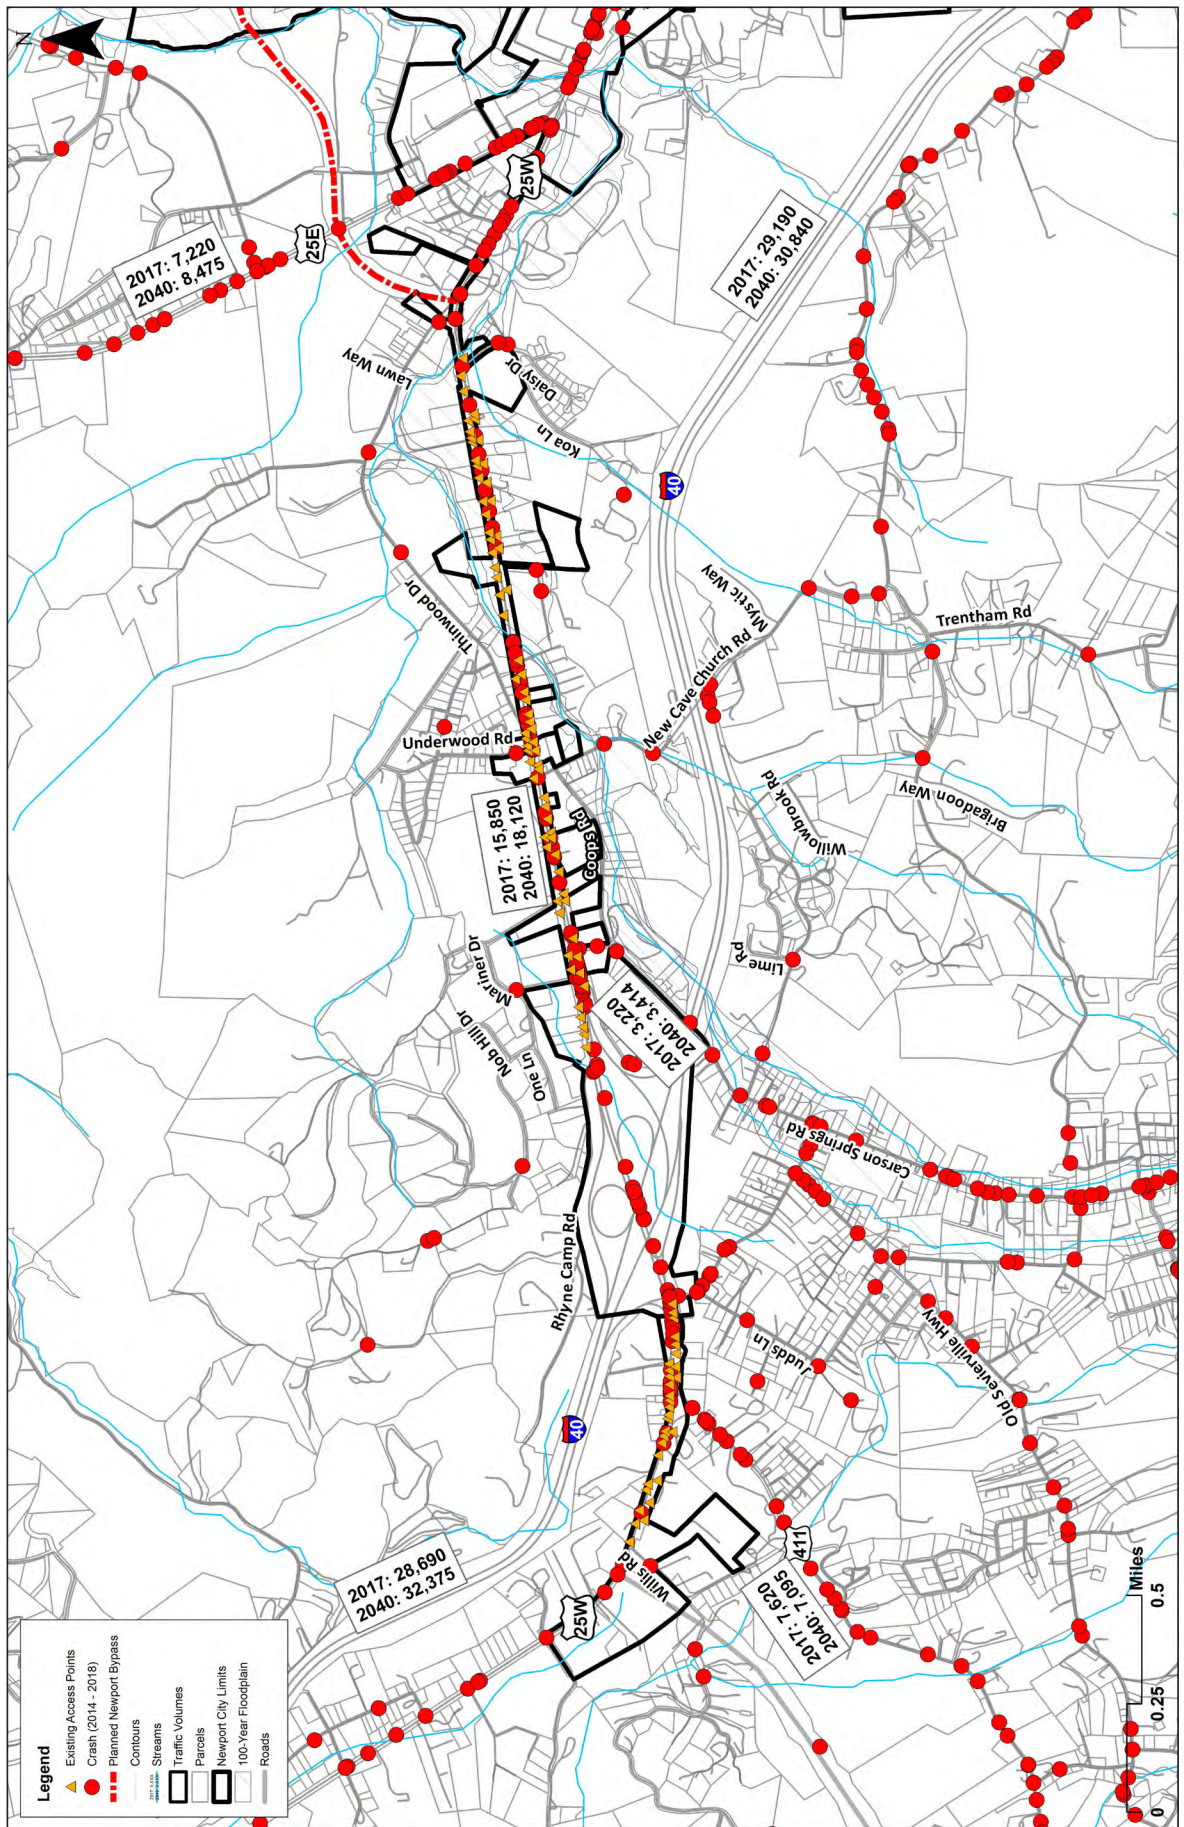 N
Legend
Existing Access Points
Crash (2014 - 2018)
Planned Newport Bypass
Contours
Streams
Traffic Volumes
Parcels
Newport City Limits
100-Year Floodplain
Roads
2017: 28,690
2040: 32,375
25W
Willis Rd
411
2017: 7,620
2040: 7,095
0
0.25
0.5
Miles
40
Rhyne Camp Rd
Judds Ln
Old Sevierville Hwy
Carson Springs Rd
One Ln
Nob Hill Dr
Mariner Dr
2017: 3,220
2040: 3,414
Lime Rp
2017: 15,850
2040: 18,120
Coops Rd
Underwood Rd
Willowbrook Rd
Brigadoon Way
New Cave Church Rd
Mystic Way
Trentham Rd
Thinwood Dr
40
Koa Ln
Daisy Dr
Lawn Way
2017: 7,220
2040: 8,475
25E
25W
2017: 29,190
2040: 30,840